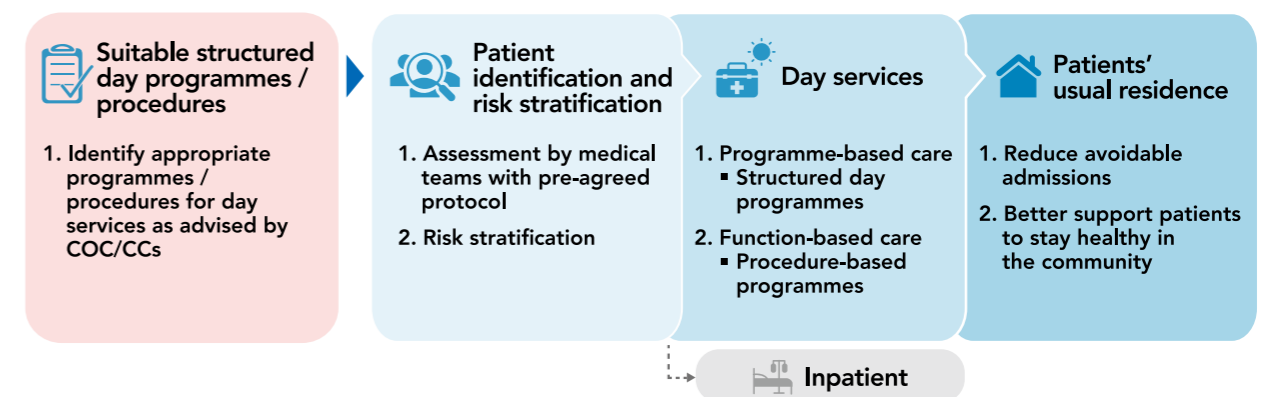 Suitable structured
day programmes /
procedures
1. Identify appropriate
programmes /
procedures for day
services as advised by
COC/CCs
Patient
identification and
risk stratification
1. Assessment by medical
teams with pre-agreed
protocol
2. Risk stratification
Day services
1. Programme-based care
▪ Structured day
programmes
2. Function-based care
▪ Procedure-based
programmes
Patients’
usual residence
1. Reduce avoidable
admissions
2. Better support patients
to stay healthy in
the community
Inpatient